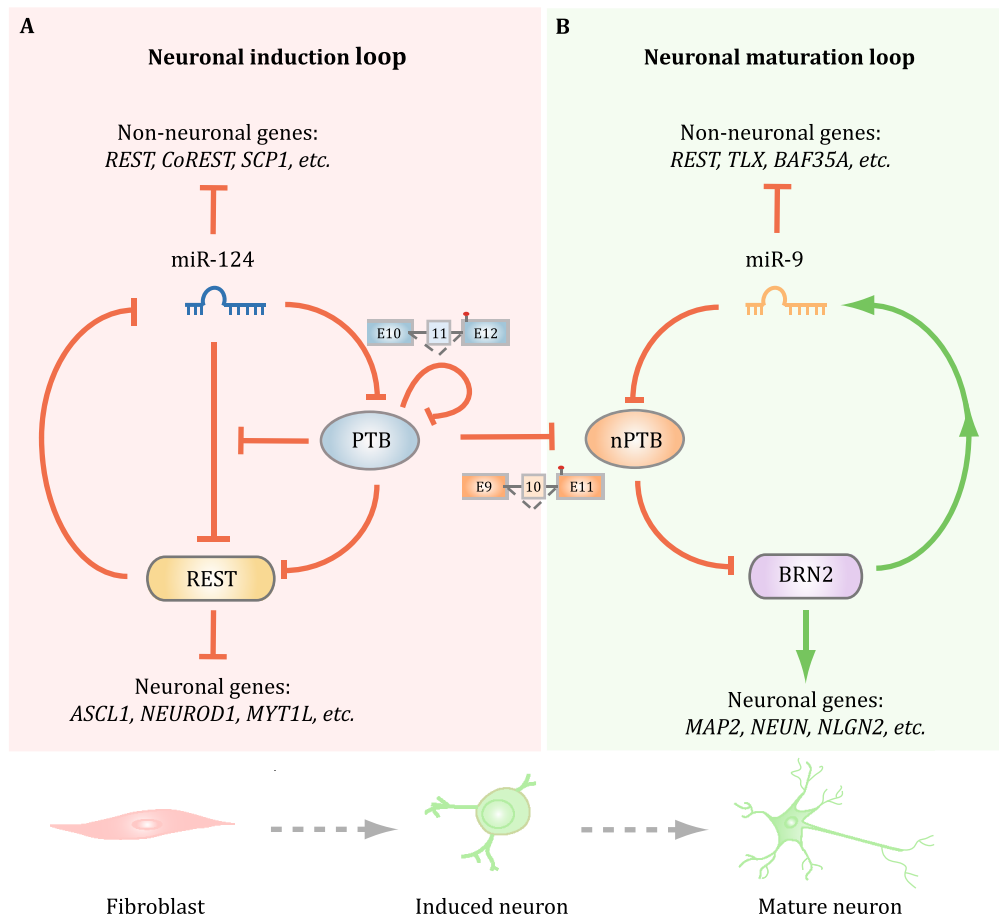 A
Neuronal induction loop
Non-neuronal genes:
REST, CoREST, SCP1, etc.
miR-124
E10 11 E12
PTB
REST
Neuronal genes:
ASCL1, NEUROD1, MYT1L, etc.
B
Neuronal maturation loop
Non-neuronal genes:
REST, TLX, BAF35A, etc.
miR-9
nPTB
E9 10 E11
BRN2
Neuronal genes:
MAP2, NEUN, NLGN2, etc.
Fibroblast
Induced neuron
Mature neuron